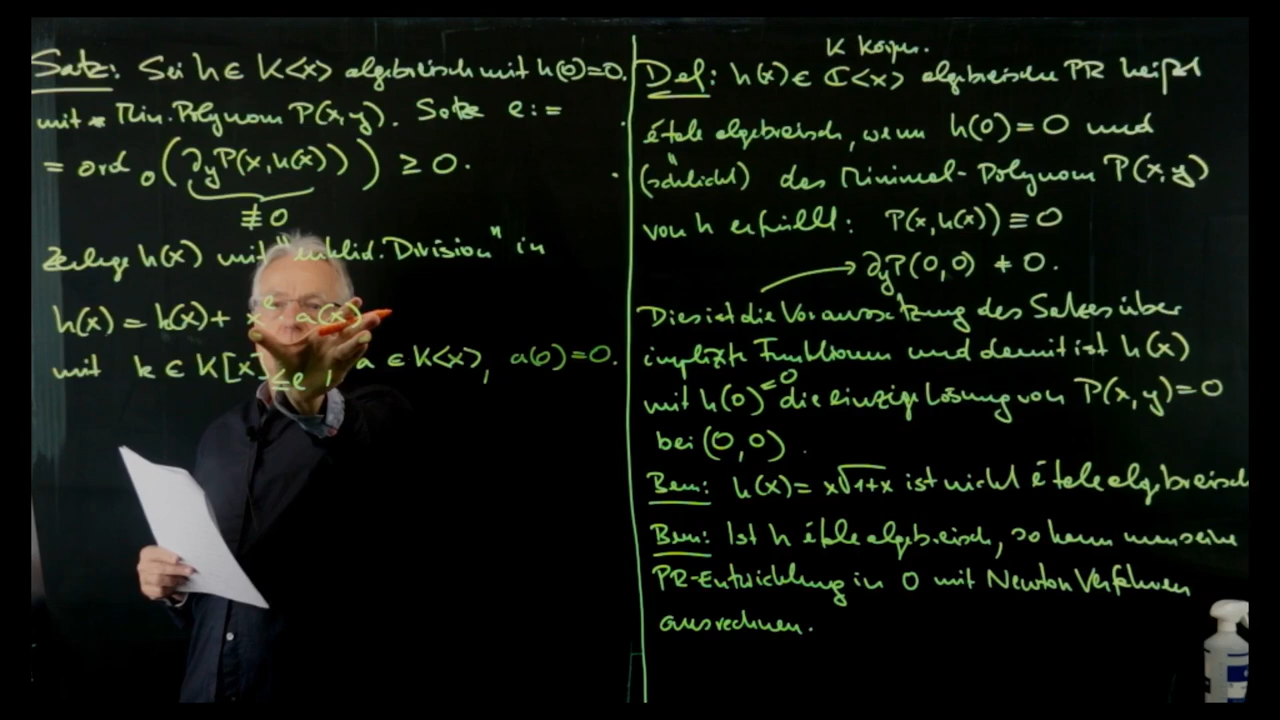 Satz: Sei h ∈ K<x> algebraisch mit h(0)=0.
mit Min.Polynom P(x,y). Setze e :=
= ord₀ (∂yP(x,h(x))) ≥ 0.
≢ 0
Zerlege h(x) mit "euklid. Division" in
h(x) = k(x) + xᵉ · a(x)
mit k ∈ K[x]≤e, a ∈ K<x>, a(0)=0.
K Körper.
Def: h(x) ∈ C<x> algebraische PR heißt
étale algebraisch, wenn h(0) = 0 und
(schlicht) das Minimal-Polynom P(x,y)
von h erfüllt: P(x,h(x)) ≡ 0
∂yP(0,0) ≠ 0.
Dies ist die Voraussetzung des Satzes über
implizite Funktionen und damit ist h(x)
mit h(0)=0 die einzige Lösung von P(x,y)=0
bei (0,0).
Bem: h(x) = x√1+x ist nicht étale algebraisch
Bem: Ist h étale algebraisch, so kann man seine
PR-Entwicklung in 0 mit Newton Verfahren
ausrechnen.